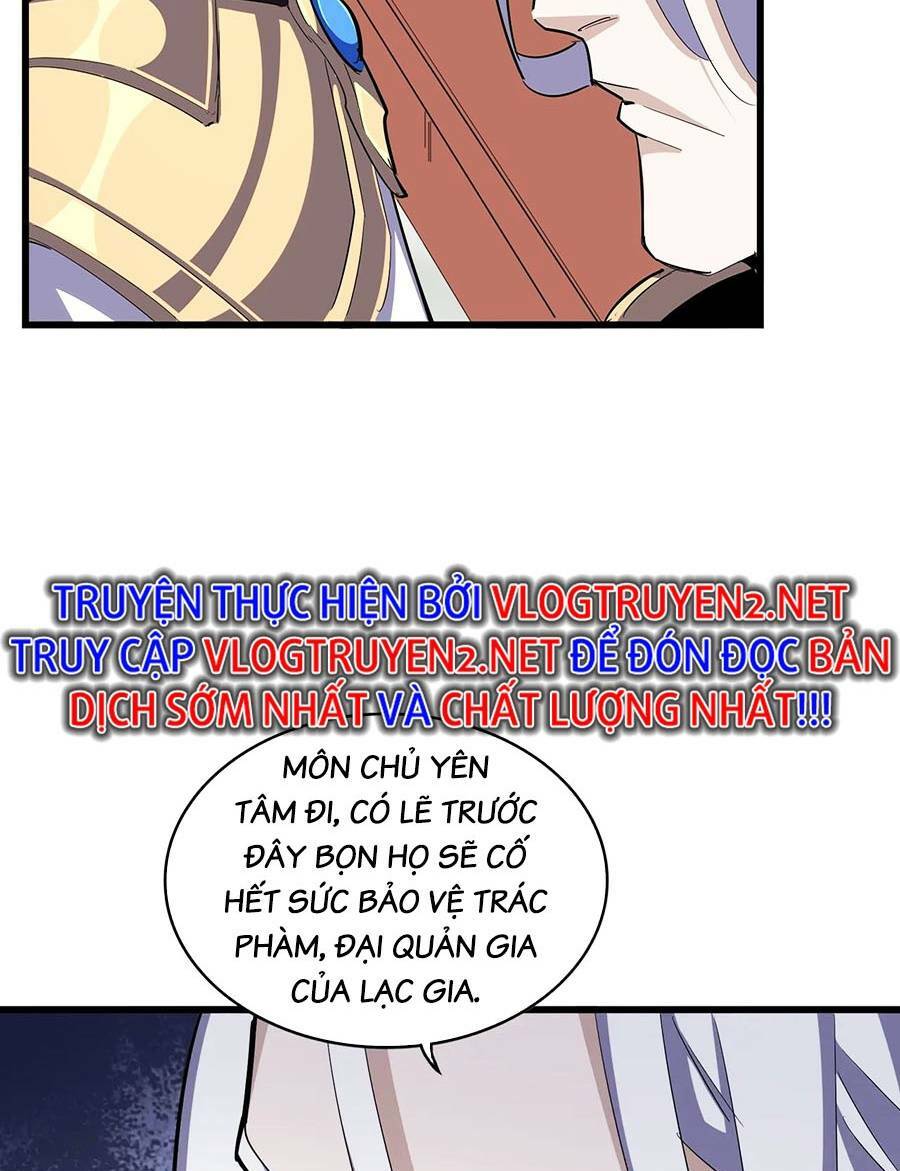 TRUYỆN THỰC HIỆN BỞI VLOGTRUYEN2.NET
TRUY CẬP VLOGTRUYEN2.NET ĐỂ ĐÓN ĐỌC BẢN
DỊCH SỚM NHẤT VÀ CHẤT LƯỢNG NHẤT!!!
MÔN CHỦ YÊN
TÂM ĐI, CÓ LẼ TRƯỚC
ĐÂY BỌN HỌ SẼ CỐ
HẾT SỨC BẢO VỆ TRÁC
PHÀM, ĐẠI QUẢN GIA
CỦA LẠC GIA.